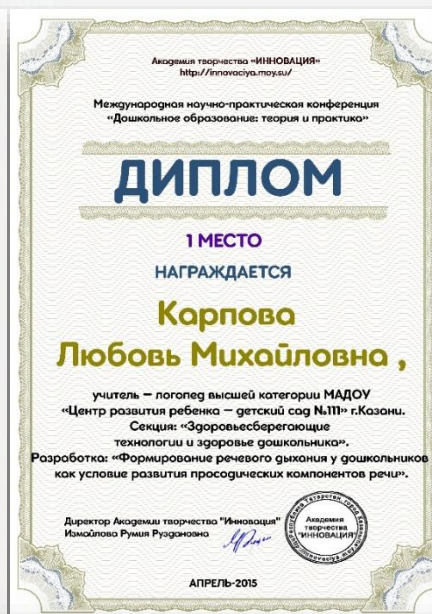 Академия творчества «ИННОВАЦИЯ»
http://innovaciya.moy.su/
Международная научно-практическая конференция
«Дошкольное образование: теория и практика»
ДИПЛОМ
1 МЕСТО
НАГРАЖДАЕТСЯ
Карпова
Любовь Михайловна ,
учитель – логопед высшей категории МАДОУ
«Центр развития ребенка – детский сад №111» г.Казани.
Секция: «Здоровьесберегающие
технологии и здоровье дошкольника».
Разработка: «Формирование речевого дыхания у дошкольников
как условие развития просодических компонентов речи».
Директор Академии творчества "Инновация"
Измайлова Румия Руздановна
Академия
творчества
"ИННОВАЦИЯ"
АПРЕЛЬ-2015